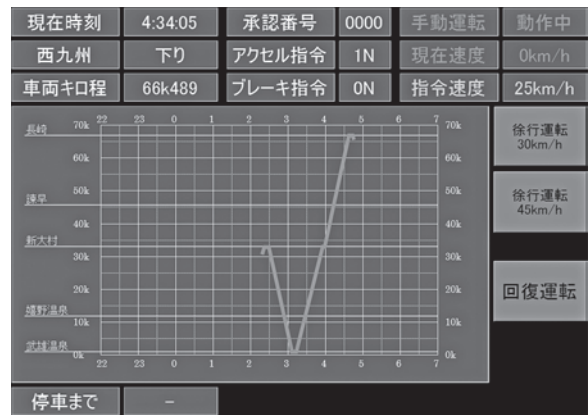 現在時刻 4:34:05 承認番号 0000 手動運転 動作中
西九州 下り アクセル指令 1N 現在速度 0km/h
車両キロ程 66k489 ブレーキ指令 0N 指令速度 25km/h
22 23 0 1 2 3 4 5 6 7
長崎 70k 70k
60k 60k
諫早 50k 50k
40k 40k
新大村
30k 30k
20k 20k
嬉野温泉
10k 10k
武雄温泉 0k 0k
22 23 0 1 2 3 4 5 6 7
徐行運転
30km/h
徐行運転
45km/h
回復運転
停車まで －